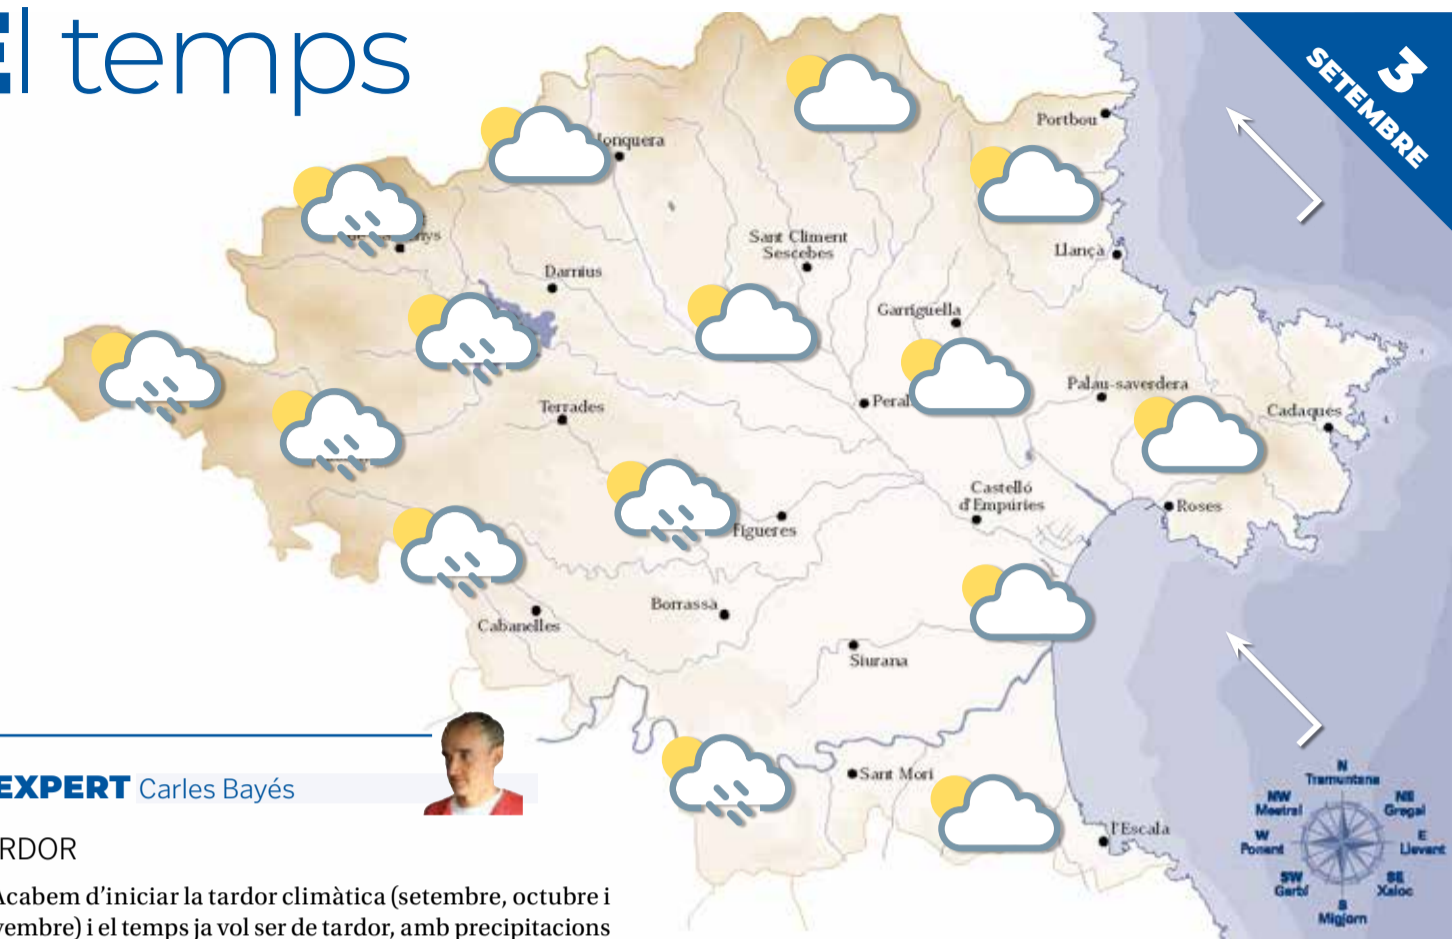 El temps
3
SETEMBRE
Portbou
Jonquera
Sant Climent
Sescebes
Llançà
Darnius
Garriguella
Palau-saverdera
Cadaqués
Peral
Terrades
Castelló
d'Empúries
Roses
Figueres
Borrassà
Cabanelles
Siurana
Sant Mori
l'Escala
N
Tramuntana
NW
Mestral
NE
Gregal
W
Ponent
E
Llevant
SW
Garbí
SE
Xaloc
S
Migjorn
EXPERT Carles Bayés
RDOR
Acabem d'iniciar la tardor climàtica (setembre, octubre i
vembre) i el temps ja vol ser de tardor, amb precipitacions